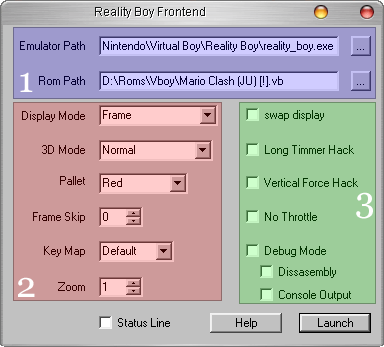 Reality Boy Frontend
Emulator Path Nintendo\Virtual Boy\Reality Boy\reality_boy.exe ...
1 Rom Path D:\Roms\Vboy\Mario Clash (JU) [!].vb ...
Display Mode Frame
3D Mode Normal
Pallet Red
Frame Skip 0
Key Map Default
2 Zoom 1
swap display
Long Timmer Hack
Vertical Force Hack
3
No Throttle
Debug Mode
Dissasembly
Console Output
Status Line Help Launch